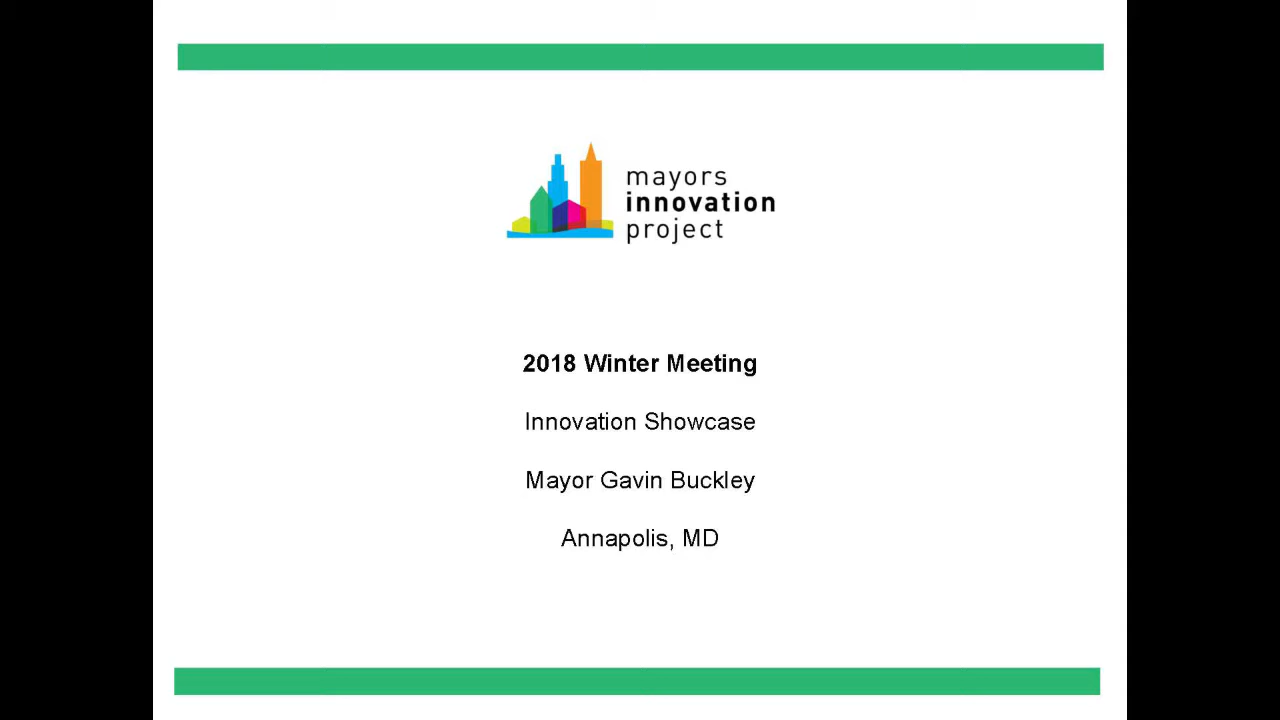 mayors
innovation
project
2018 Winter Meeting
Innovation Showcase
Mayor Gavin Buckley
Annapolis, MD